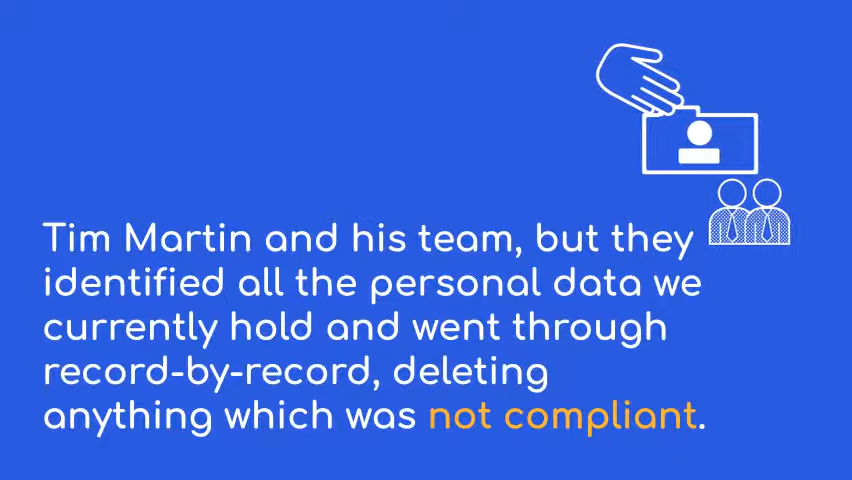 Tim Martin and his team, but they
identified all the personal data we
currently hold and went through
record-by-record, deleting
anything which was not compliant.